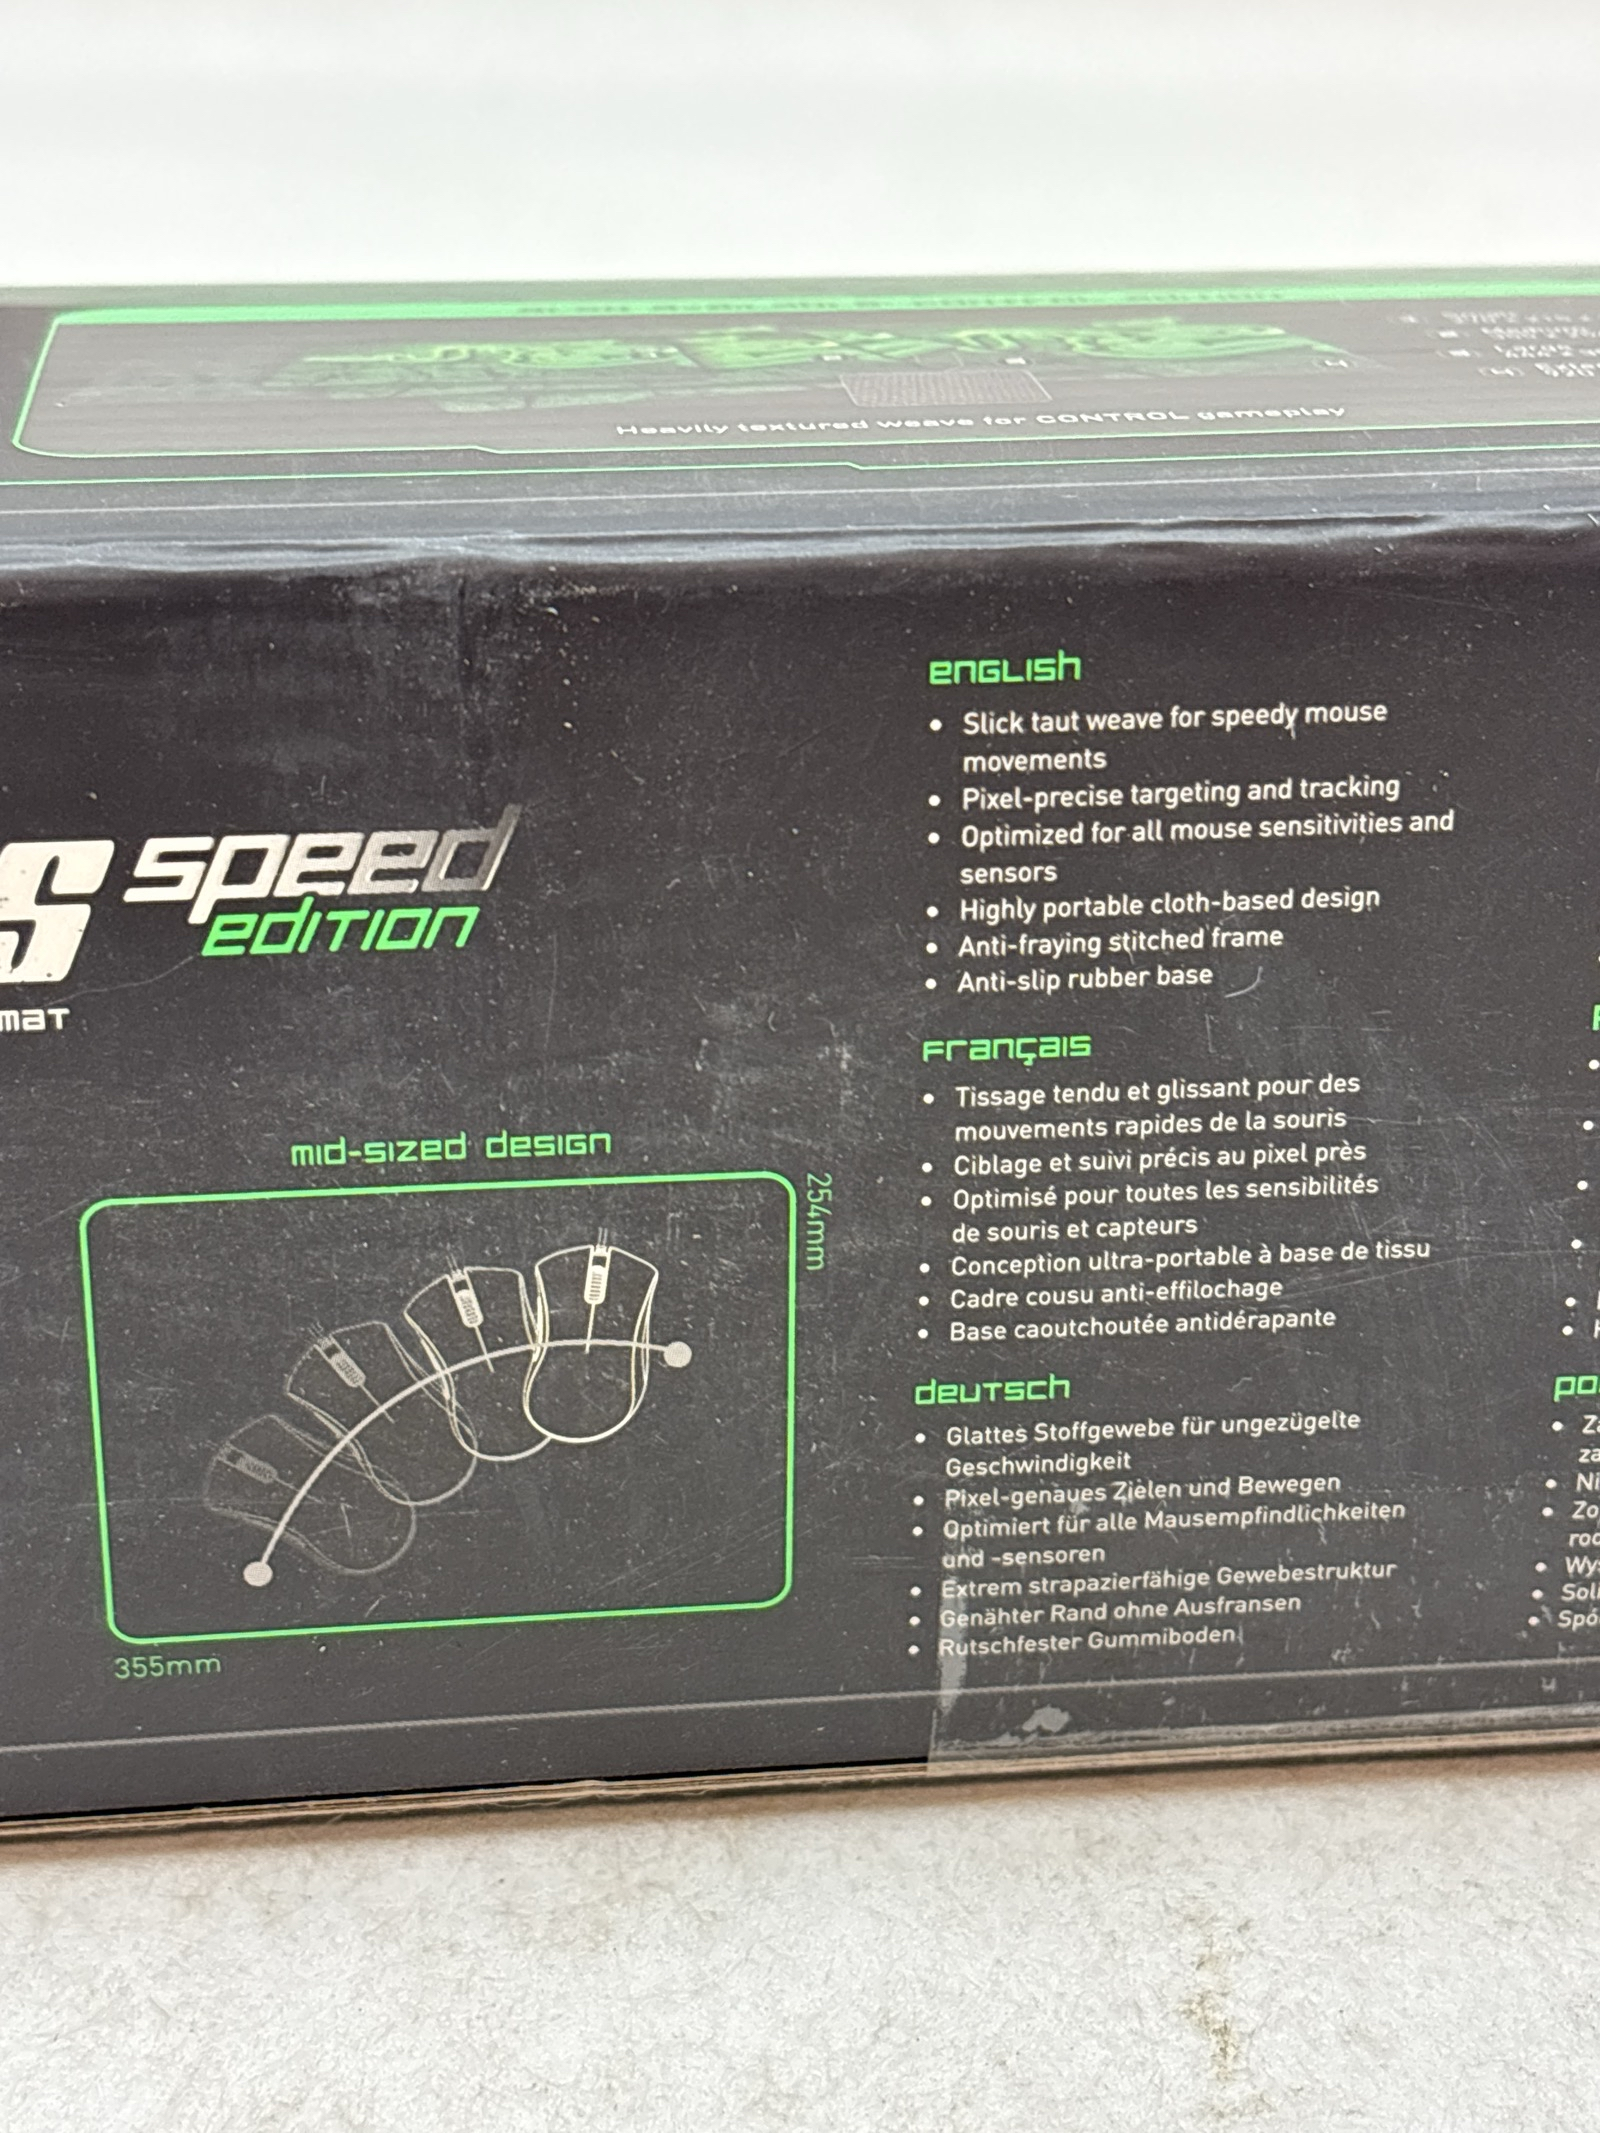 Heavily textured weave for CONTROL gameplay
S speed
edition
mat
mid-sized design
254mm
355mm
english
• Slick taut weave for speedy mouse
movements
• Pixel-precise targeting and tracking
• Optimized for all mouse sensitivities and
sensors
• Highly portable cloth-based design
• Anti-fraying stitched frame
• Anti-slip rubber base
Français
• Tissage tendu et glissant pour des
mouvements rapides de la souris
• Ciblage et suivi précis au pixel près
• Optimisé pour toutes les sensibilités
de souris et capteurs
• Conception ultra-portable à base de tissu
• Cadre cousu anti-effilochage
• Base caoutchoutée antidérapante
deutsch
• Glattes Stoffgewebe für ungezügelte
Geschwindigkeit
• Pixel-genaues Zielen und Bewegen
• Optimiert für alle Mausempfindlichkeiten
und -sensoren
• Extrem strapazierfähige Gewebestruktur
• Genähter Rand ohne Ausfransen
• Rutschfester Gummiboden